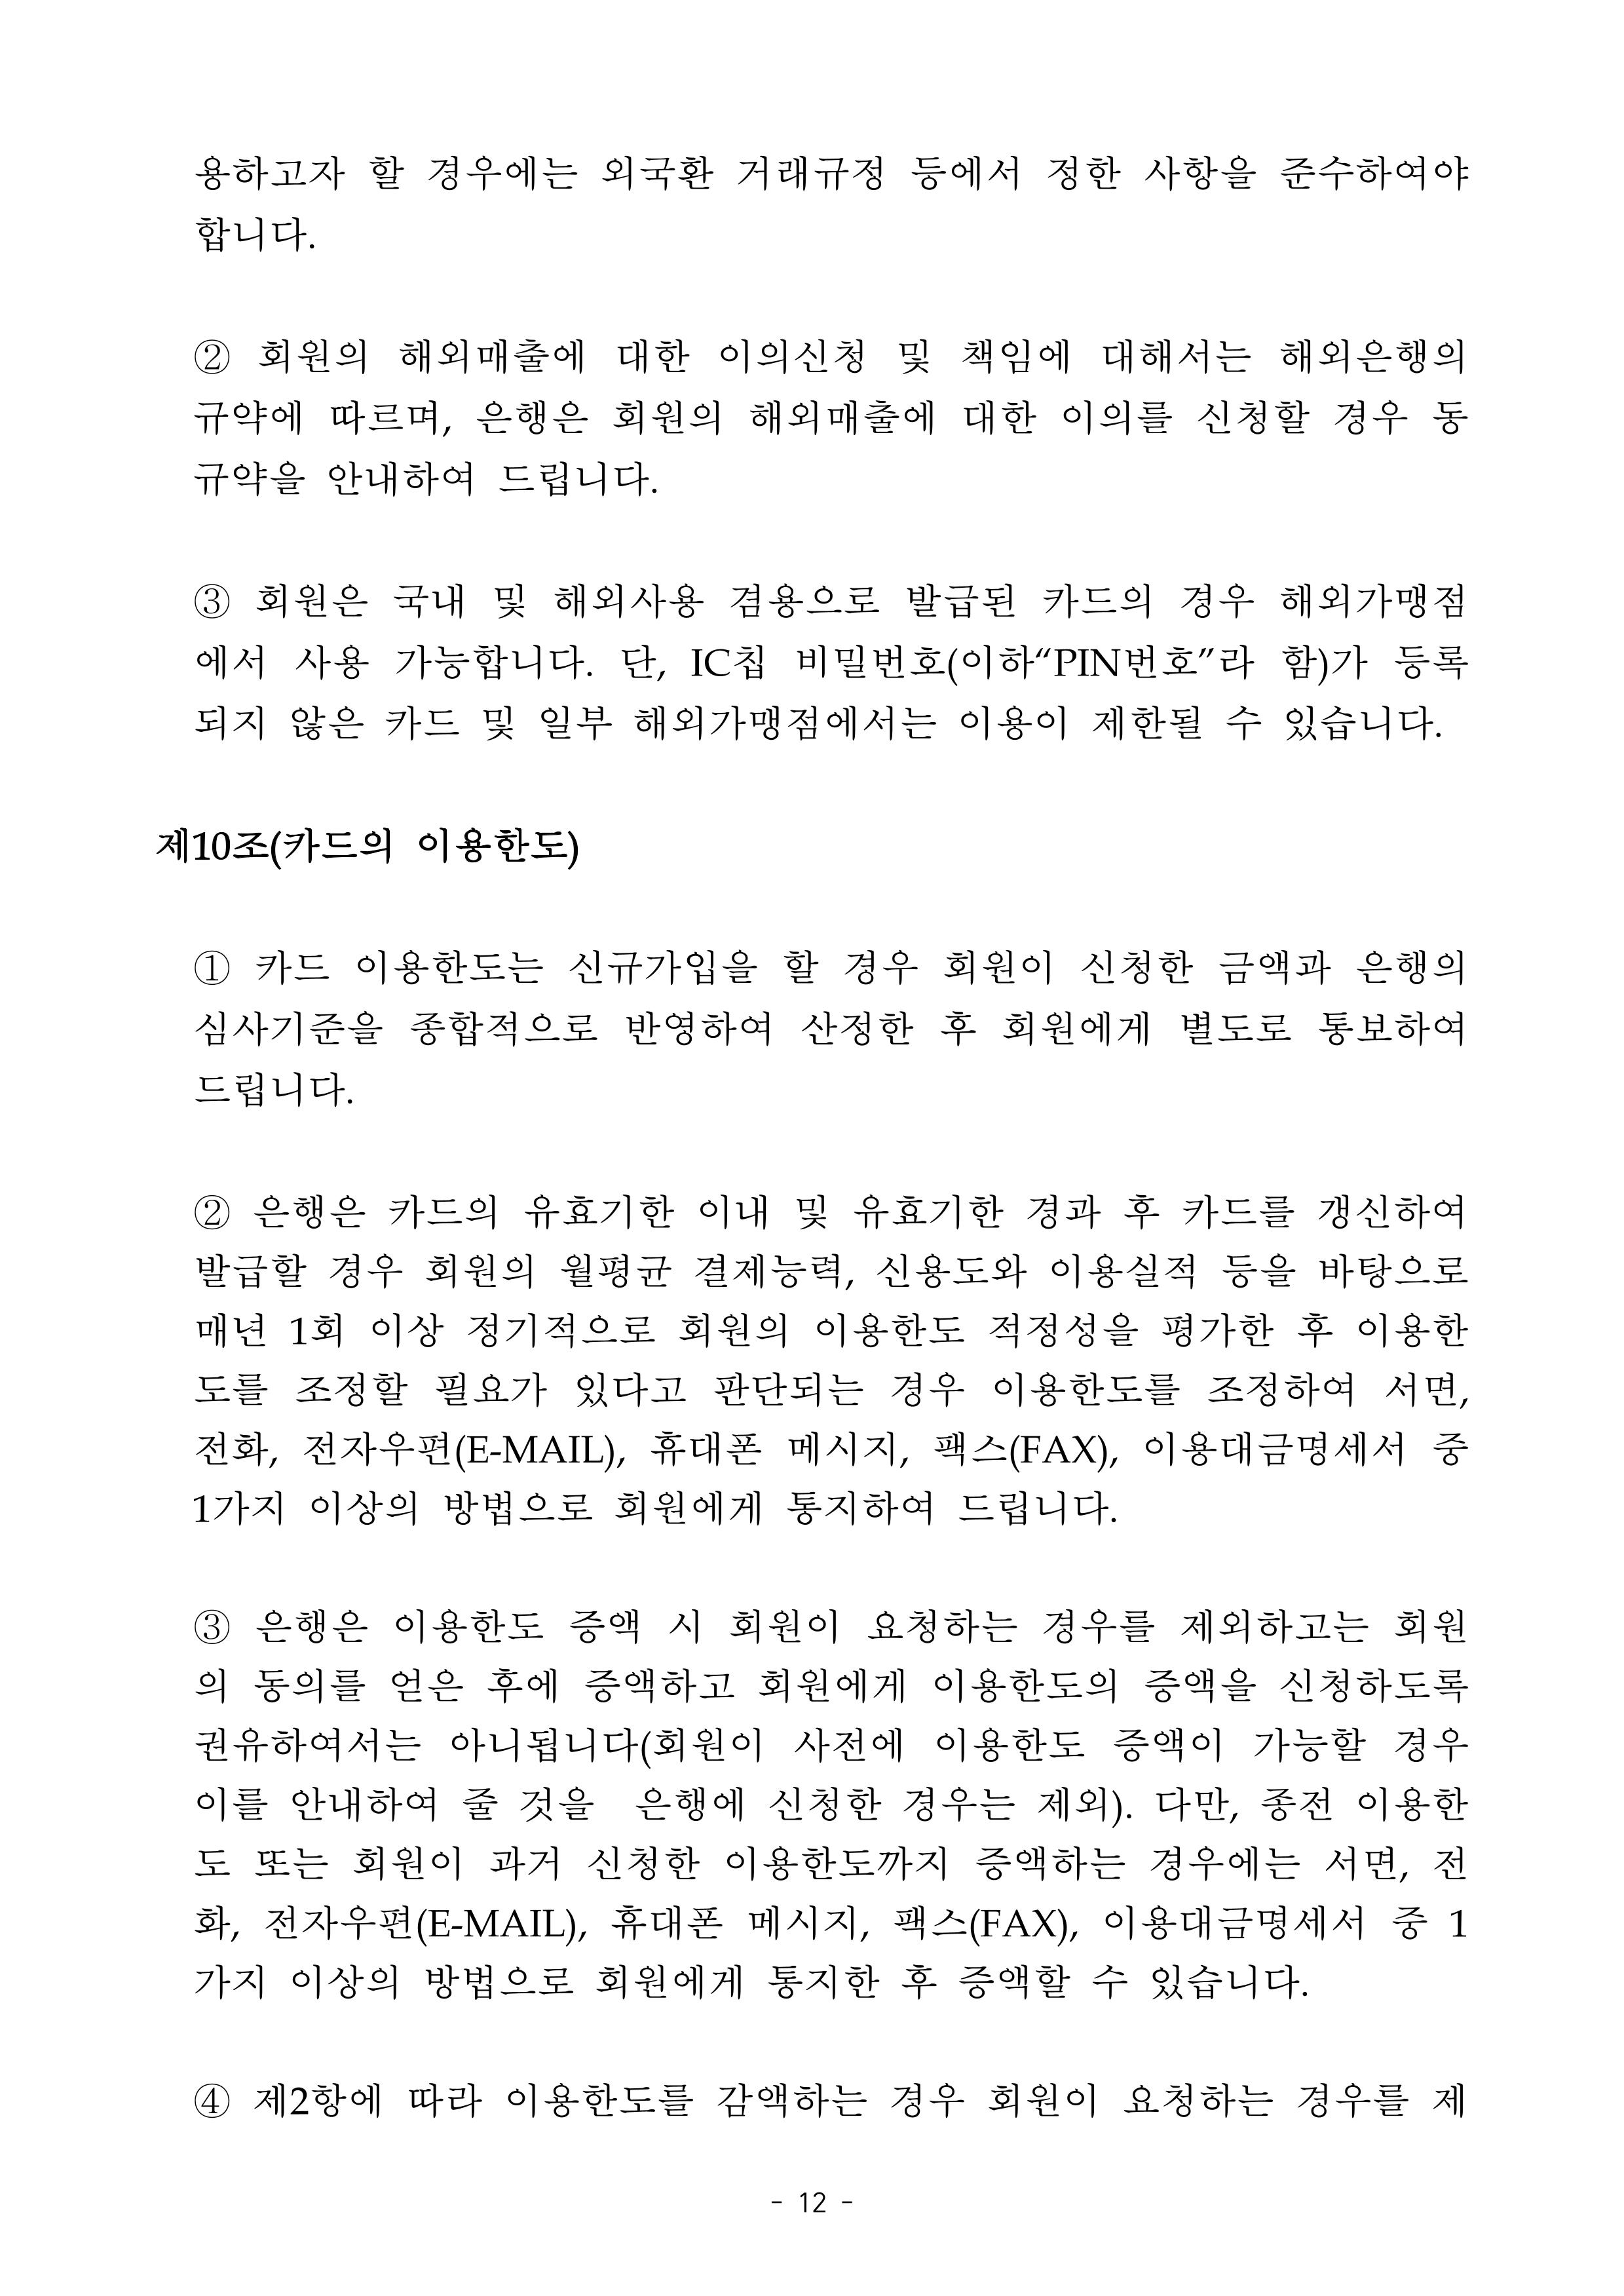 용하고자 할 경우에는 외국환 거래규정 등에서 정한 사항을 준수하여야
합니다.
② 회원의 해외매출에 대한 이의신청 및 책임에 대해서는 해외은행의
규약에 따르며, 은행은 회원의 해외매출에 대한 이의를 신청할 경우 동
규약을 안내하여 드립니다.
③ 회원은 국내 및 해외사용 겸용으로 발급된 카드의 경우 해외가맹점
에서 사용 가능합니다. 단, IC칩 비밀번호(이하“PIN번호”라 함)가 등록
되지 않은 카드 및 일부 해외가맹점에서는 이용이 제한될 수 있습니다.
제10조(카드의 이용한도)
① 카드 이용한도는 신규가입을 할 경우 회원이 신청한 금액과 은행의
심사기준을 종합적으로 반영하여 산정한 후 회원에게 별도로 통보하여
드립니다.
② 은행은 카드의 유효기한 이내 및 유효기한 경과 후 카드를 갱신하여
발급할 경우 회원의 월평균 결제능력, 신용도와 이용실적 등을 바탕으로
매년 1회 이상 정기적으로 회원의 이용한도 적정성을 평가한 후 이용한
도를 조정할 필요가 있다고 판단되는 경우 이용한도를 조정하여 서면,
전화, 전자우편(E-MAIL), 휴대폰 메시지, 팩스(FAX), 이용대금명세서 중
1가지 이상의 방법으로 회원에게 통지하여 드립니다.
③ 은행은 이용한도 증액 시 회원이 요청하는 경우를 제외하고는 회원
의 동의를 얻은 후에 증액하고 회원에게 이용한도의 증액을 신청하도록
권유하여서는 아니됩니다(회원이 사전에 이용한도 증액이 가능할 경우
이를 안내하여 줄 것을 은행에 신청한 경우는 제외). 다만, 종전 이용한
도 또는 회원이 과거 신청한 이용한도까지 증액하는 경우에는 서면, 전
화, 전자우편(E-MAIL), 휴대폰 메시지, 팩스(FAX), 이용대금명세서 중 1
가지 이상의 방법으로 회원에게 통지한 후 증액할 수 있습니다.
④ 제2항에 따라 이용한도를 감액하는 경우 회원이 요청하는 경우를 제
- 12 -